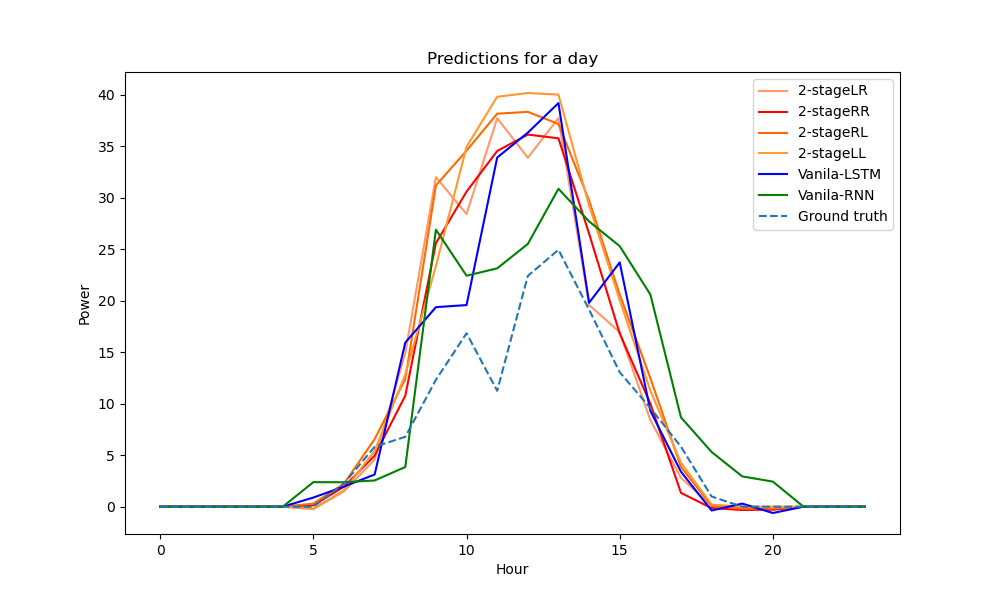 Predictions for a day
2-stageLR
2-stageRR
2-stageRL
2-stageLL
Vanila-LSTM
Vanila-RNN
Ground truth
40
35
30
25
20
15
10
5
0
Power
0 5 10 15 20
Hour